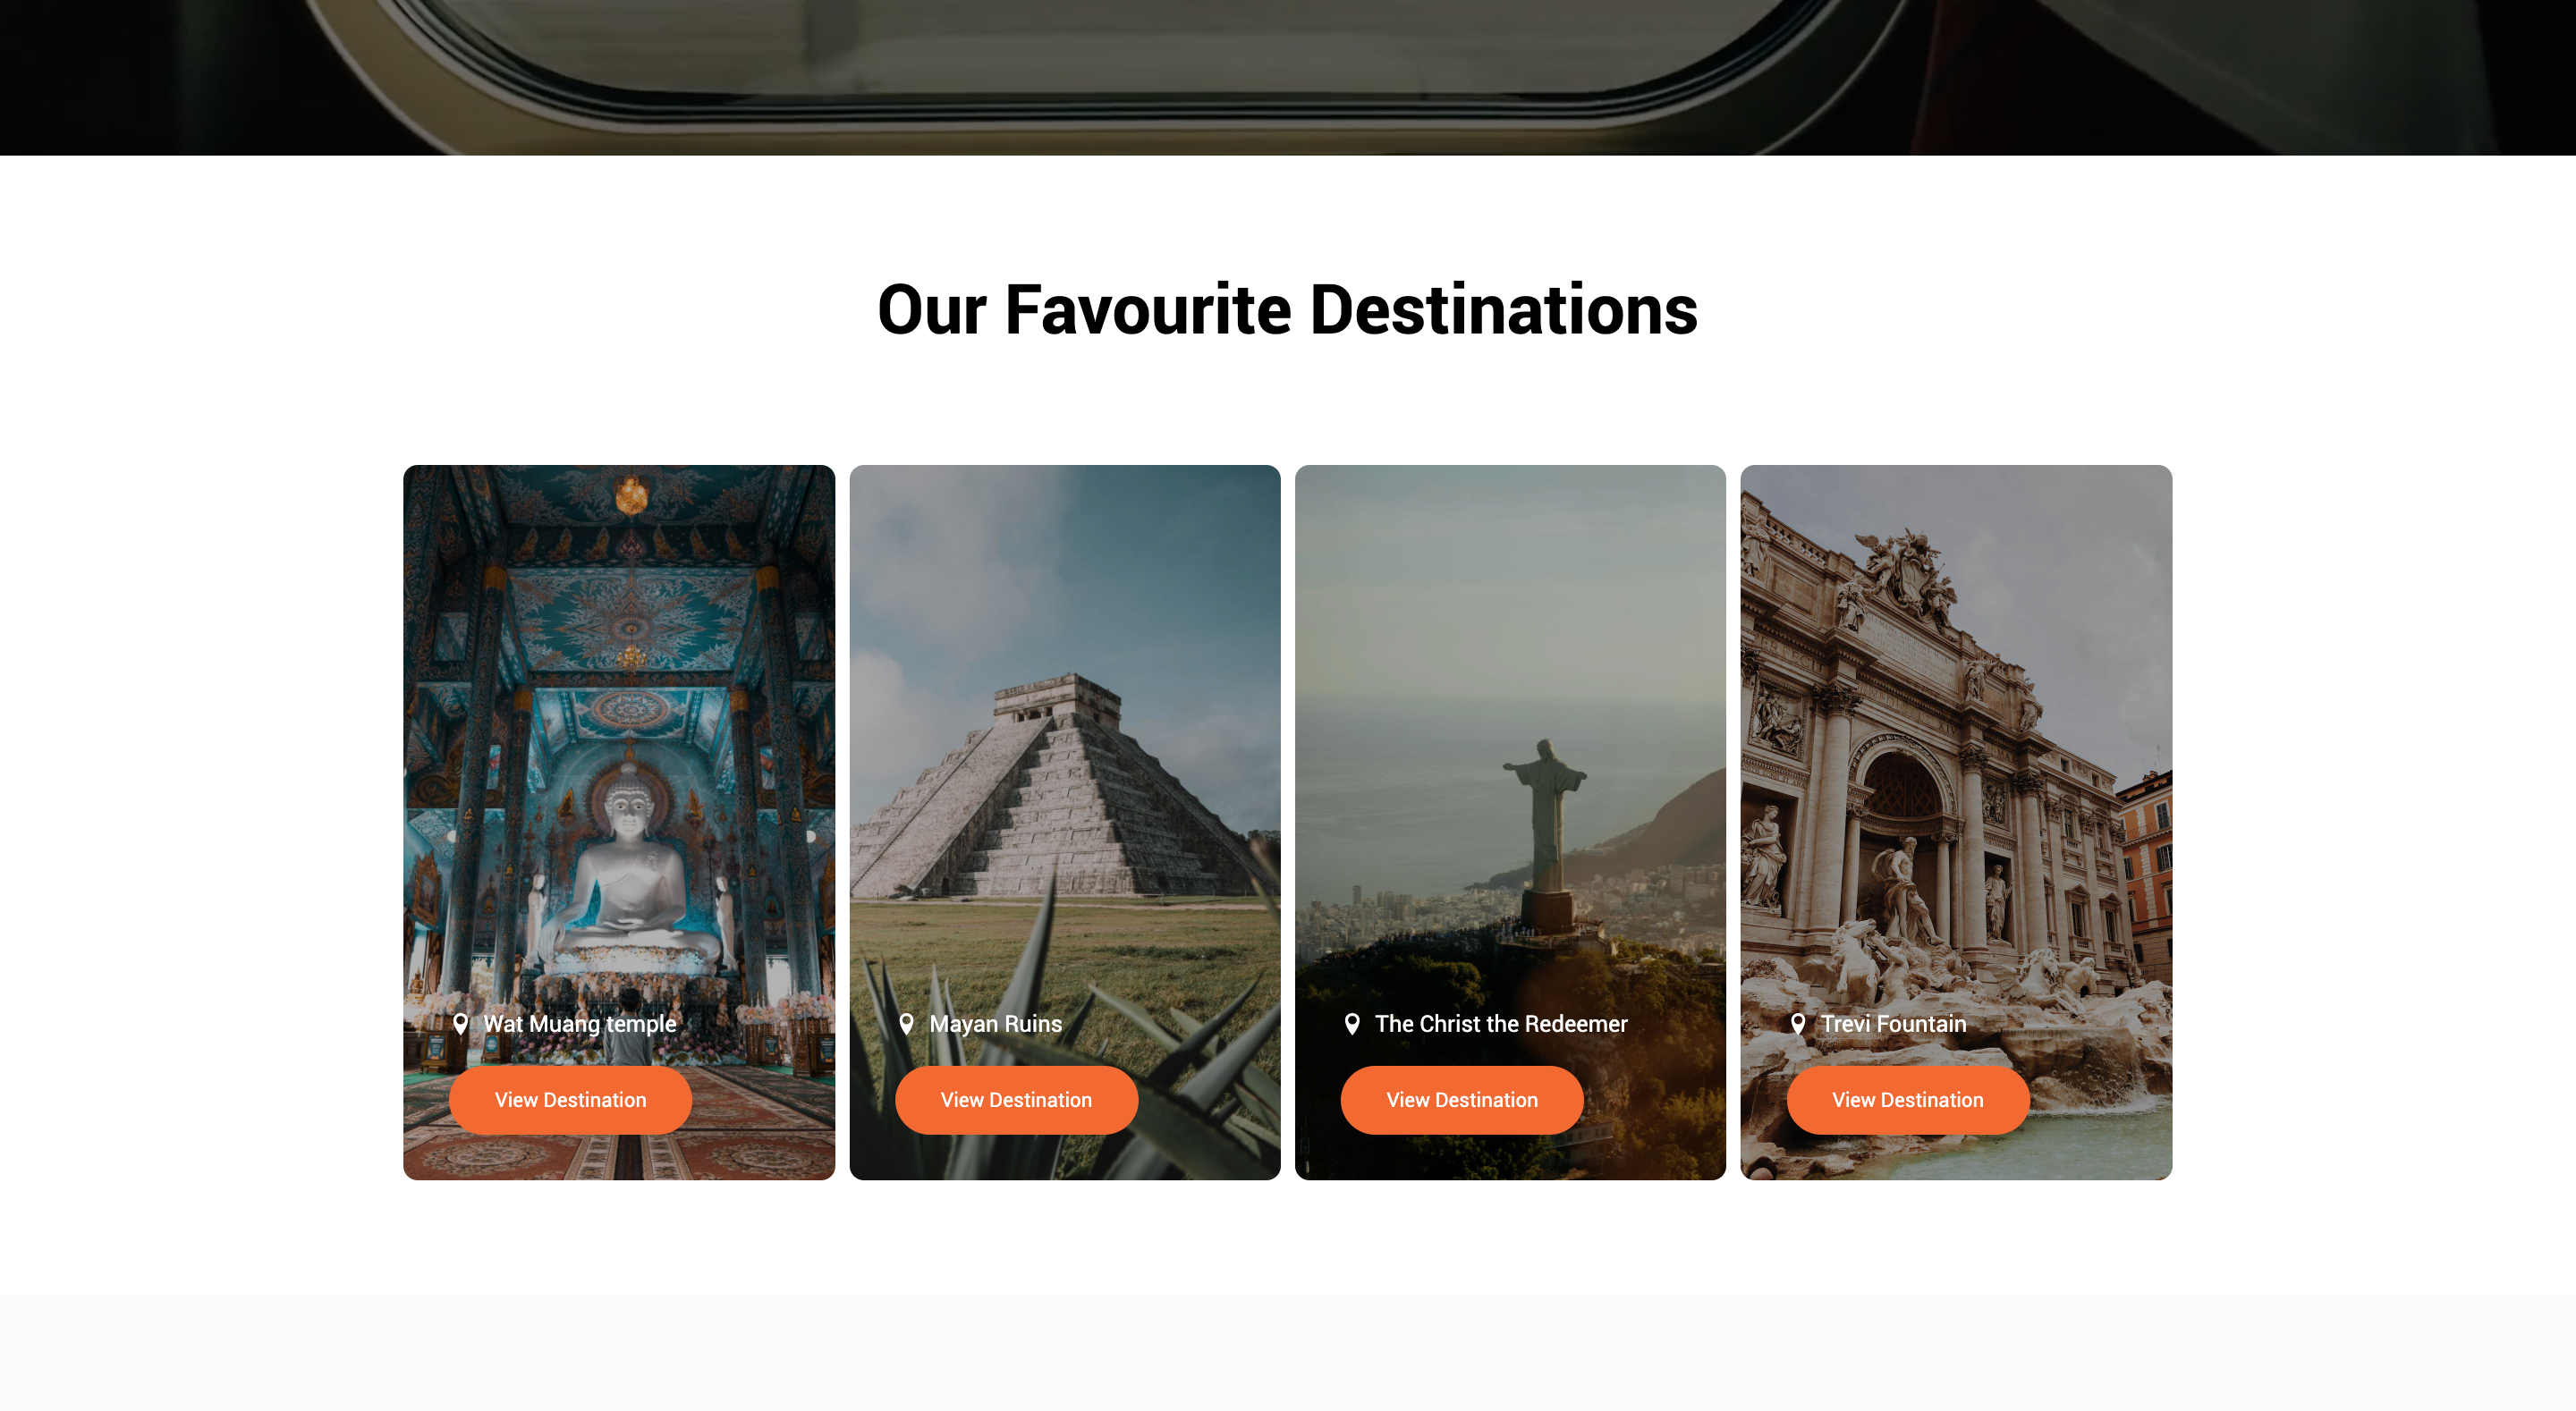 Our Favourite Destinations
Wat Muang temple
View Destination
Mayan Ruins
View Destination
The Christ the Redeemer
View Destination
Trevi Fountain
View Destination